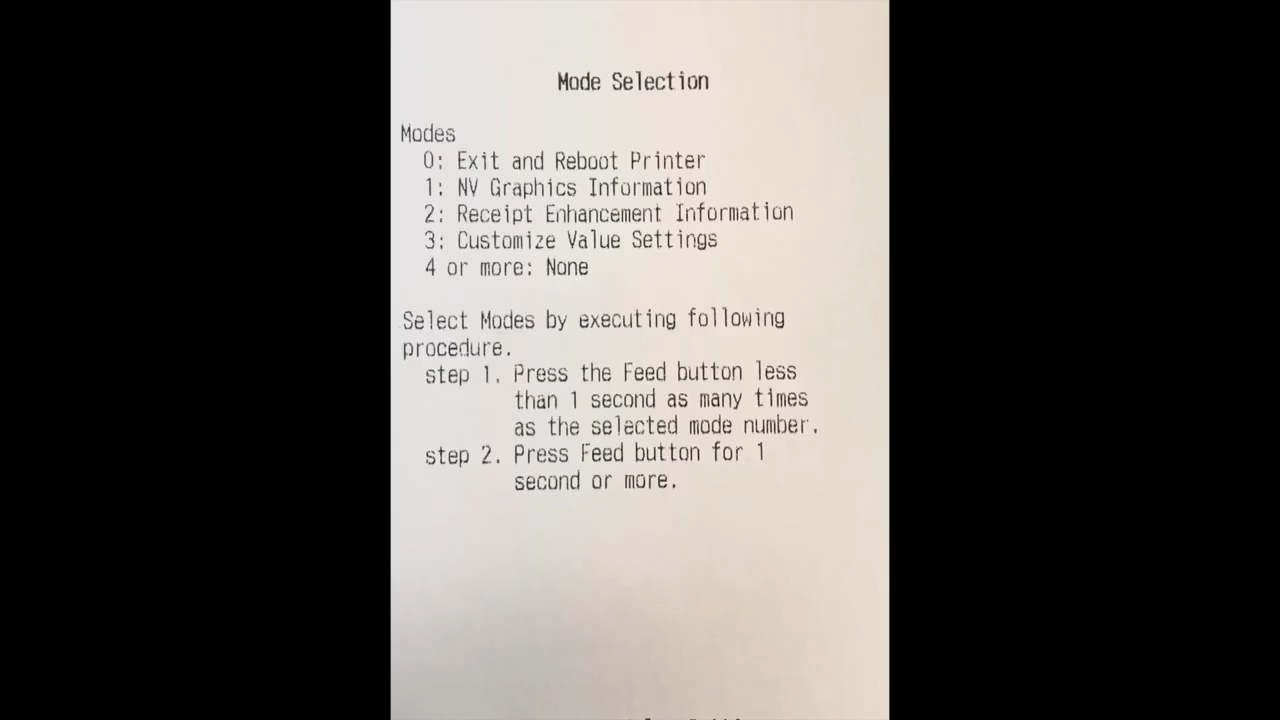 Mode Selection
Modes
0: Exit and Reboot Printer
1: NV Graphics Information
2: Receipt Enhancement Information
3: Customize Value Settings
4 or more: None
Select Modes by executing following
procedure.
step 1. Press the Feed button less
than 1 second as many times
as the selected mode number.
step 2. Press Feed button for 1
second or more.